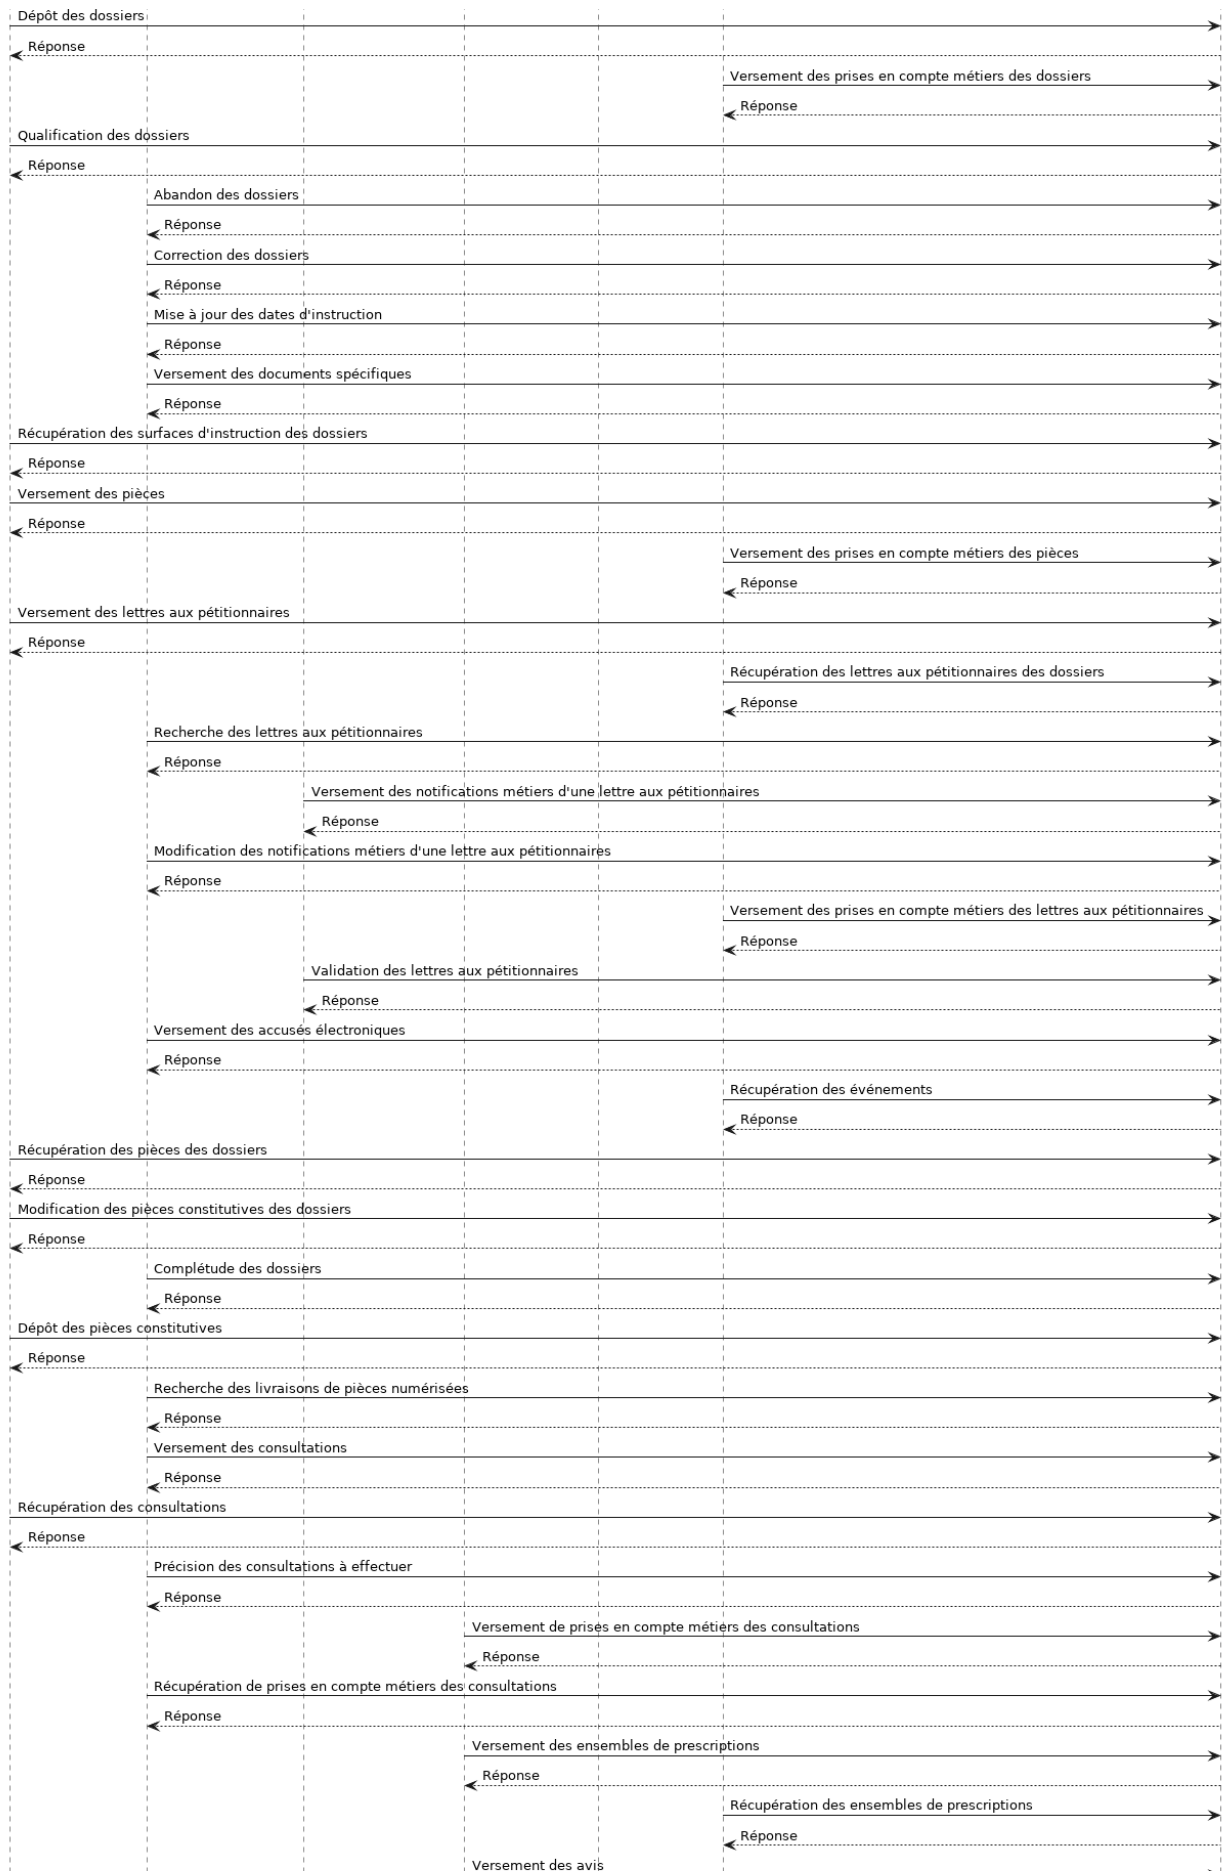 Dépôt des dossiers
Réponse
Versement des prises en compte métiers des dossiers
Réponse
Qualification des dossiers
Réponse
Abandon des dossiers
Réponse
Correction des dossiers
Réponse
Mise à jour des dates d'instruction
Réponse
Versement des documents spécifiques
Réponse
Récupération des surfaces d'instruction des dossiers
Réponse
Versement des pièces
Réponse
Versement des prises en compte métiers des pièces
Réponse
Versement des lettres aux pétitionnaires
Réponse
Récupération des lettres aux pétitionnaires des dossiers
Réponse
Recherche des lettres aux pétitionnaires
Réponse
Versement des notifications métiers d'une lettre aux pétitionnaires
Réponse
Modification des notifications métiers d'une lettre aux pétitionnaires
Réponse
Versement des prises en compte métiers des lettres aux pétitionnaires
Réponse
Validation des lettres aux pétitionnaires
Réponse
Versement des accusés électroniques
Réponse
Récupération des événements
Réponse
Récupération des pièces des dossiers
Réponse
Modification des pièces constitutives des dossiers
Réponse
Complétude des dossiers
Réponse
Dépôt des pièces constitutives
Réponse
Recherche des livraisons de pièces numérisées
Réponse
Versement des consultations
Réponse
Récupération des consultations
Réponse
Précision des consultations à effectuer
Réponse
Versement de prises en compte métiers des consultations
Réponse
Récupération de prises en compte métiers des consultations
Réponse
Versement des ensembles de prescriptions
Réponse
Récupération des ensembles de prescriptions
Réponse
Versement des avis